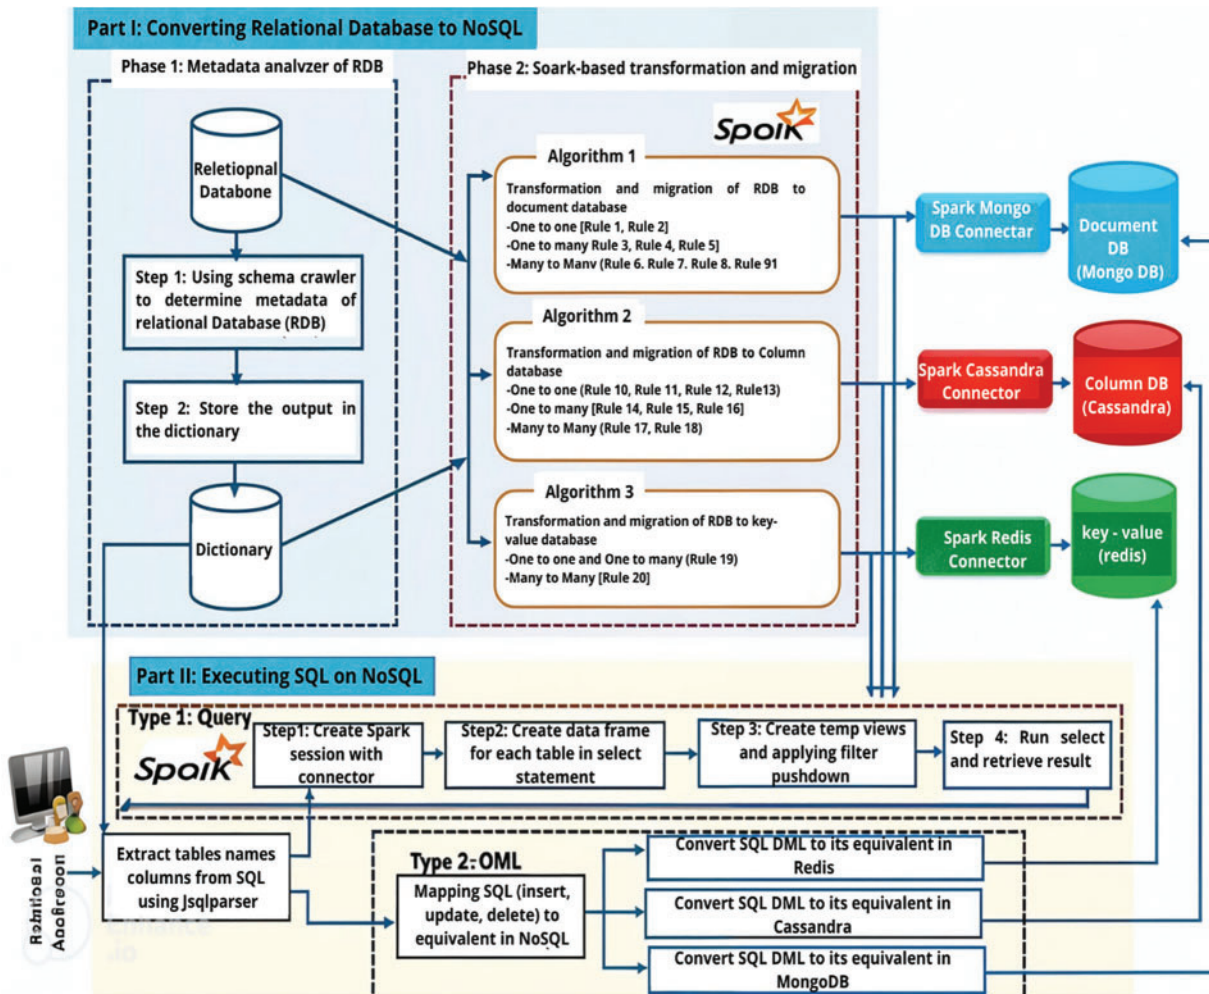 Part I: Converting Relational Database to NoSQL
Phase 1: Metadata analvzer of RDB
Reletiopnal
Databone
Step 1: Using schema crawler
to determine metadata of
relational Database (RDB)
Step 2: Store the output in
the dictionary
Dictionary
Phase 2: Soark-based transformation and migration
Spoik
Algorithm 1
Transformation and migration of RDB to
document database
-One to one [Rule 1, Rule 2]
-One to many Rule 3, Rule 4, Rule 5]
-Many to Manv (Rule 6. Rule 7. Rule 8. Rule 91
Algorithm 2
Transformation and migration of RDB to Column
database
-One to one (Rule 10, Rule 11, Rule 12, Rule13)
-One to many [Rule 14, Rule 15, Rule 16]
-Many to Many (Rule 17, Rule 18)
Algorithm 3
Transformation and migration of RDB to key-
value database
-One to one and One to many (Rule 19)
-Many to Many [Rule 20]
Spark Mongo
DB Connectar
Document
DB
(Mongo DB)
Spark Cassandra
Connector
Column DB
(Cassandra)
Spark Redis
Connector
key - value
(redis)
Part II: Executing SQL on NoSQL
Type 1: Query
Spaik
Step1: Create Spark
session with
connector
Step2: Create data frame
for each table in select
statement
Step 3: Create temp views
and applying filter
pushdown
Step 4: Run select
and retrieve result
Extract tables names
columns from SQL
using Jsqlparser
Type 2:OML
Mapping SQL (insert,
update, delete) to
equivalent in NoSQL
Convert SQL DML to its equivalent in
Redis
Convert SQL DML to its equivalent in
Cassandra
Convert SQL DML to its equivalent in
MongoDB
.io